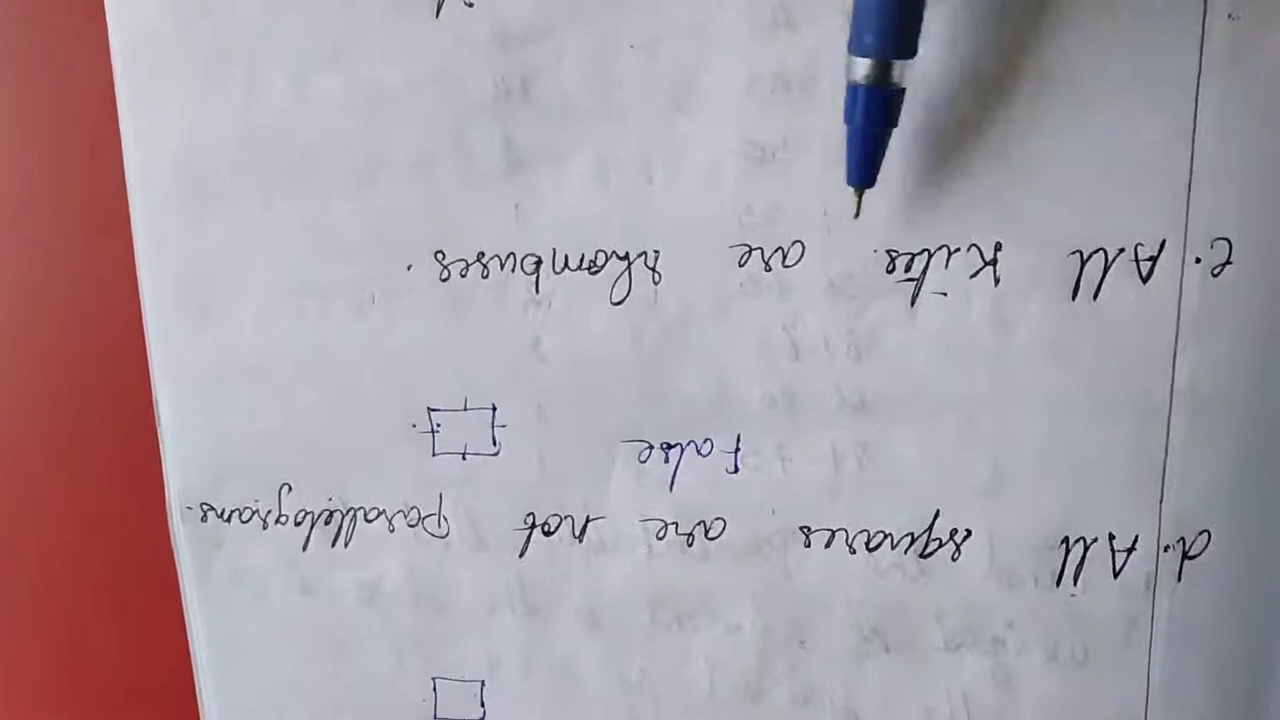 d. All squares are not parallelograms.
False
e. All Kites are rhombuses.